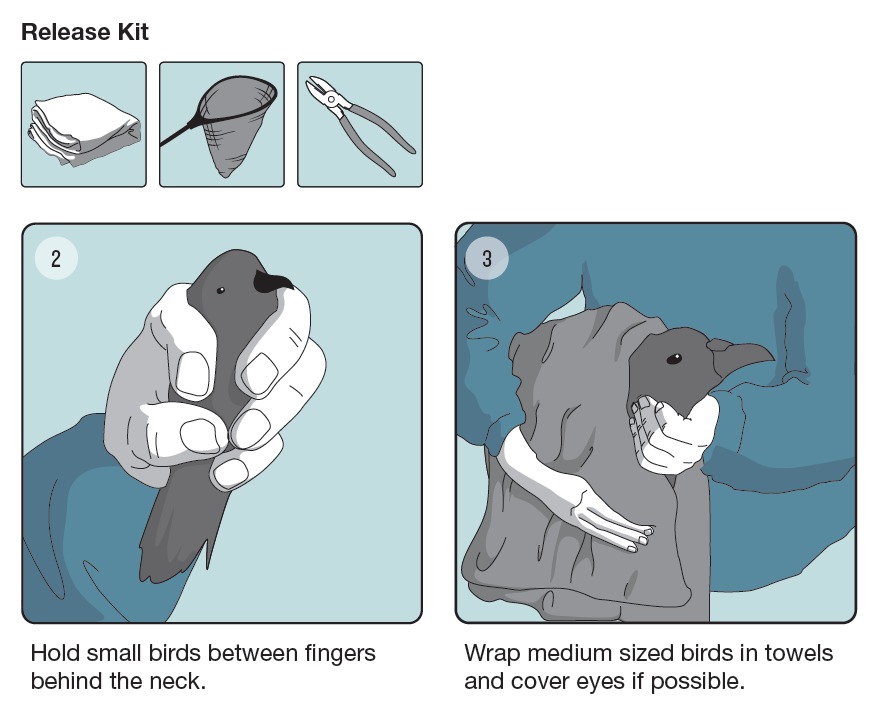 Release Kit
2
3
Hold small birds between fingers
behind the neck.
Wrap medium sized birds in towels
and cover eyes if possible.